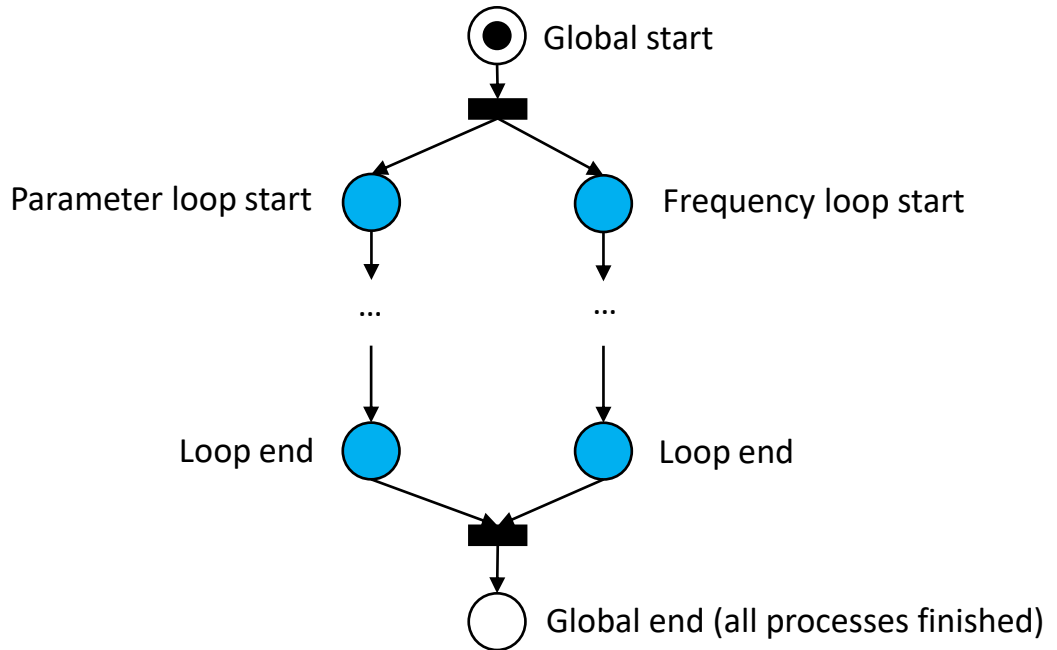 Global start
Parameter loop start
Frequency loop start
...
...
Loop end
Loop end
Global end (all processes finished)